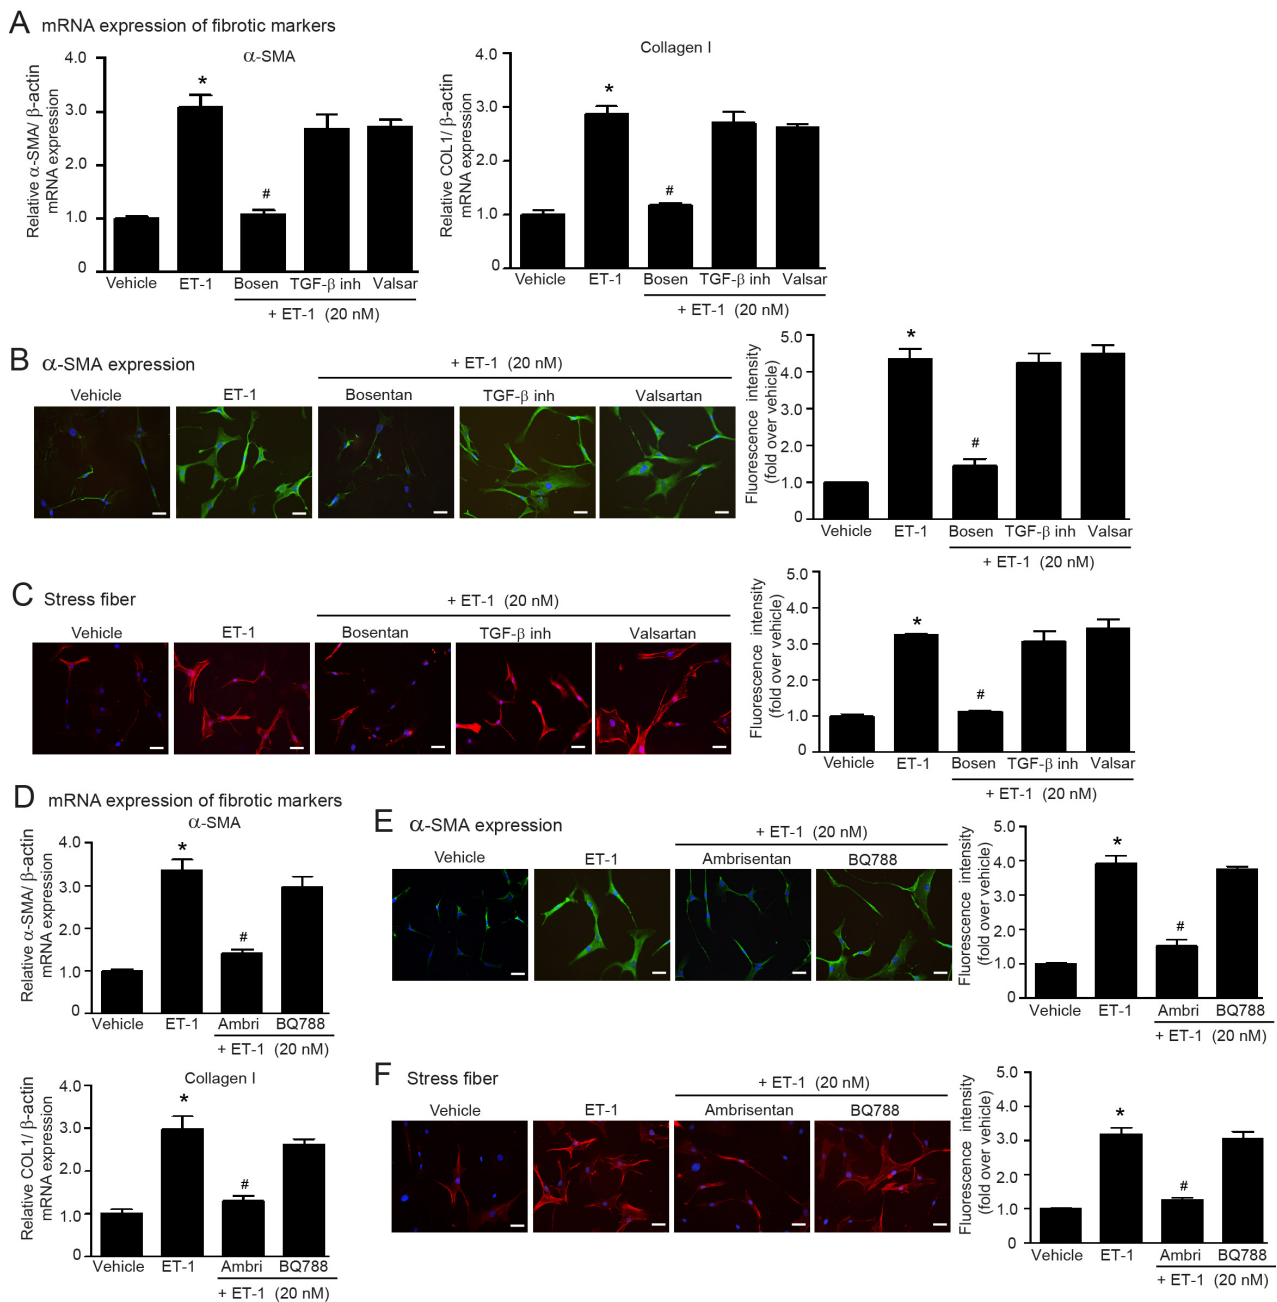 A mRNA expression of fibrotic markers
α-SMA
Relative α-SMA/ β-actin
mRNA expression
4.0
3.0
2.0
1.0
0
*
#
Vehicle ET-1 Bosen TGF-β inh Valsar
+ ET-1 (20 nM)
Collagen I
Relative COL1/ β-actin
mRNA expression
4.0
3.0
2.0
1.0
0
*
#
Vehicle ET-1 Bosen TGF-β inh Valsar
+ ET-1 (20 nM)
B α-SMA expression
+ ET-1 (20 nM)
Vehicle ET-1 Bosentan TGF-β inh Valsartan
Fluorescence intensity
(fold over vehicle)
5.0
4.0
3.0
2.0
1.0
0
*
#
Vehicle ET-1 Bosen TGF-β inh Valsar
+ ET-1 (20 nM)
C Stress fiber
+ ET-1 (20 nM)
Vehicle ET-1 Bosentan TGF-β inh Valsartan
Fluorescence intensity
(fold over vehicle)
5.0
4.0
3.0
2.0
1.0
0
*
#
Vehicle ET-1 Bosen TGF-β inh Valsar
+ ET-1 (20 nM)
D mRNA expression of fibrotic markers
α-SMA
Relative α-SMA/ β-actin
mRNA expression
4.0
3.0
2.0
1.0
0
*
#
Vehicle ET-1 Ambri BQ788
+ ET-1 (20 nM)
Collagen I
Relative COL1/ β-actin
mRNA expression
4.0
3.0
2.0
1.0
0
*
#
Vehicle ET-1 Ambri BQ788
+ ET-1 (20 nM)
E α-SMA expression
+ ET-1 (20 nM)
Vehicle ET-1 Ambrisentan BQ788
Fluorescence intensity
(fold over vehicle)
5.0
4.0
3.0
2.0
1.0
0
*
#
Vehicle ET-1 Ambri BQ788
+ ET-1 (20 nM)
F Stress fiber
+ ET-1 (20 nM)
Vehicle ET-1 Ambrisentan BQ788
Fluorescence intensity
(fold over vehicle)
5.0
4.0
3.0
2.0
1.0
0
*
#
Vehicle ET-1 Ambri BQ788
+ ET-1 (20 nM)